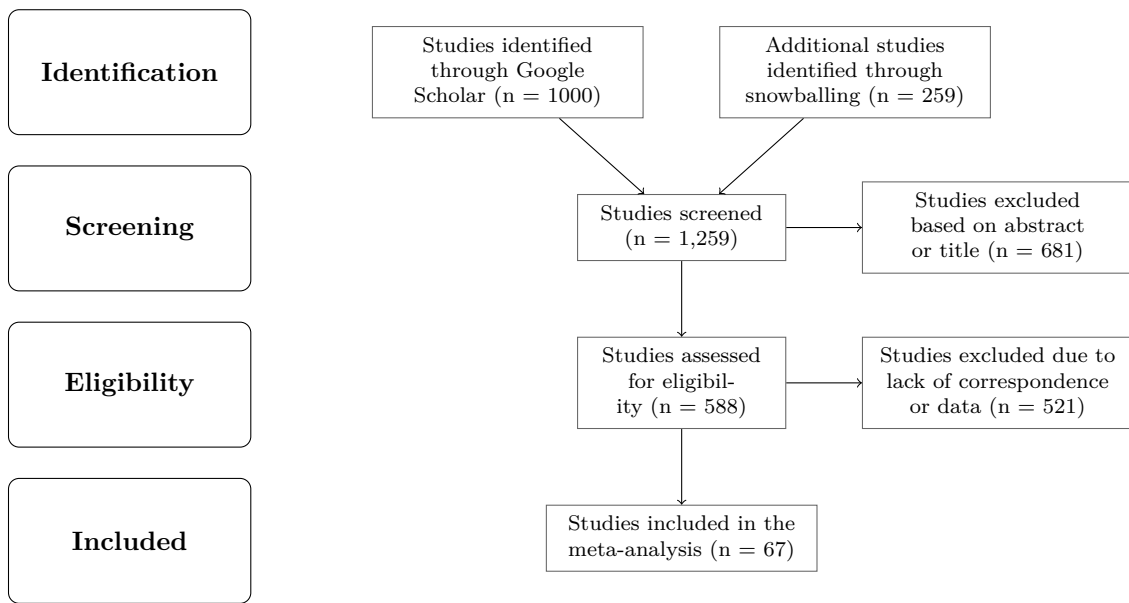 Identification
Studies identified
through Google
Scholar (n = 1000)
Additional studies
identified through
snowballing (n = 259)
Screening
Studies screened
(n = 1,259)
Studies excluded
based on abstract
or title (n = 681)
Eligibility
Studies assessed
for eligibil-
ity (n = 588)
Studies excluded due to
lack of correspondence
or data (n = 521)
Included
Studies included in the
meta-analysis (n = 67)